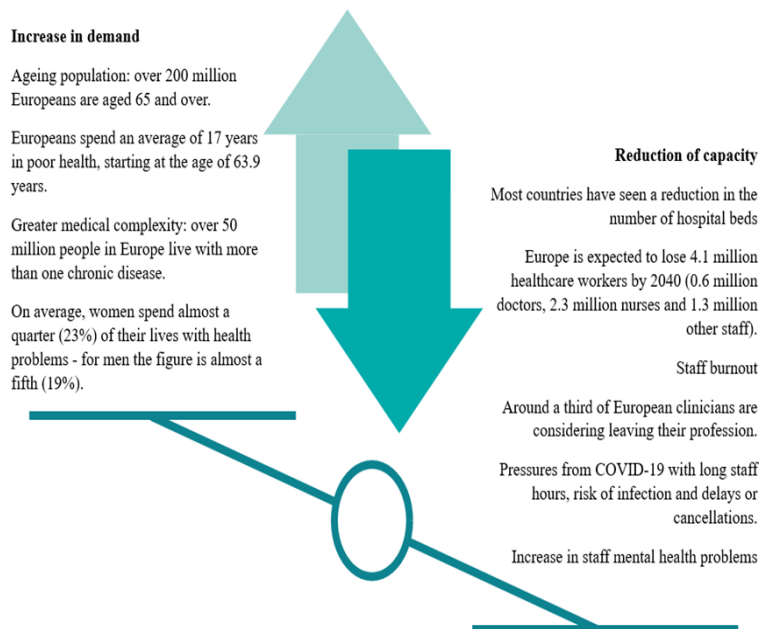 Increase in demand
Ageing population: over 200 million
Europeans are aged 65 and over.
Europeans spend an average of 17 years
in poor health, starting at the age of 63.9
years.
Greater medical complexity: over 50
million people in Europe live with more
than one chronic disease.
On average, women spend almost a
quarter (23%) of their lives with health
problems - for men the figure is almost a
fifth (19%).
Reduction of capacity
Most countries have seen a reduction in the
number of hospital beds
Europe is expected to lose 4.1 million
healthcare workers by 2040 (0.6 million
doctors, 2.3 million nurses and 1.3 million
other staff).
Staff burnout
Around a third of European clinicians are
considering leaving their profession.
Pressures from COVID-19 with long staff
hours, risk of infection and delays or
cancellations.
Increase in staff mental health problems